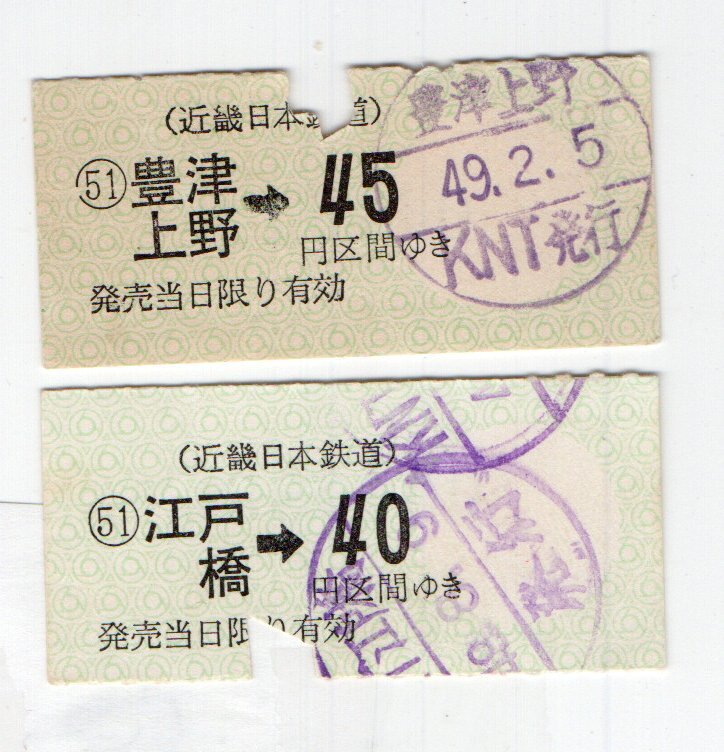 (近畿日本鉄道)
51 豊津上野 → 45
円区間ゆき
発売当日限り有効
豊津上野
49.2.5
KNT発行
(近畿日本鉄道)
51 江戸橋 → 40
円区間ゆき
発売当日限り有効
KNT